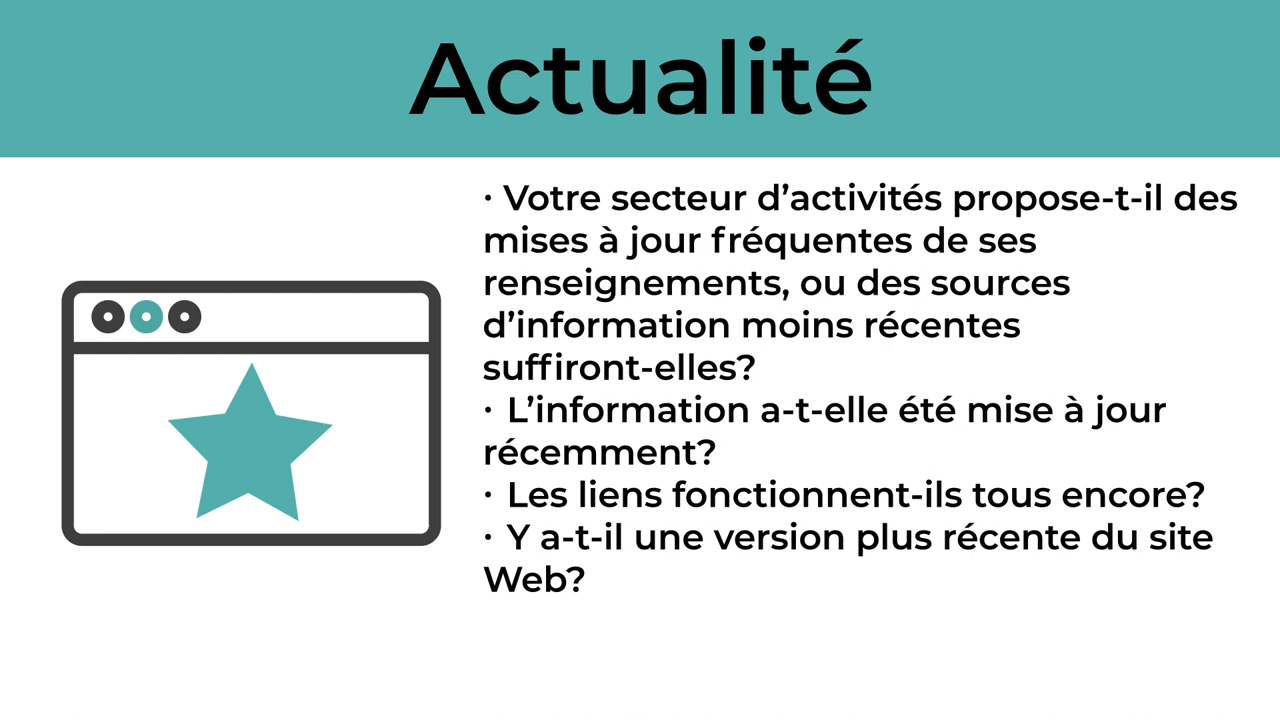 Actualité
· Votre secteur d’activités propose-t-il des
mises à jour fréquentes de ses
renseignements, ou des sources
d’information moins récentes
suffiront-elles?
· L’information a-t-elle été mise à jour
récemment?
· Les liens fonctionnent-ils tous encore?
· Y a-t-il une version plus récente du site
Web?